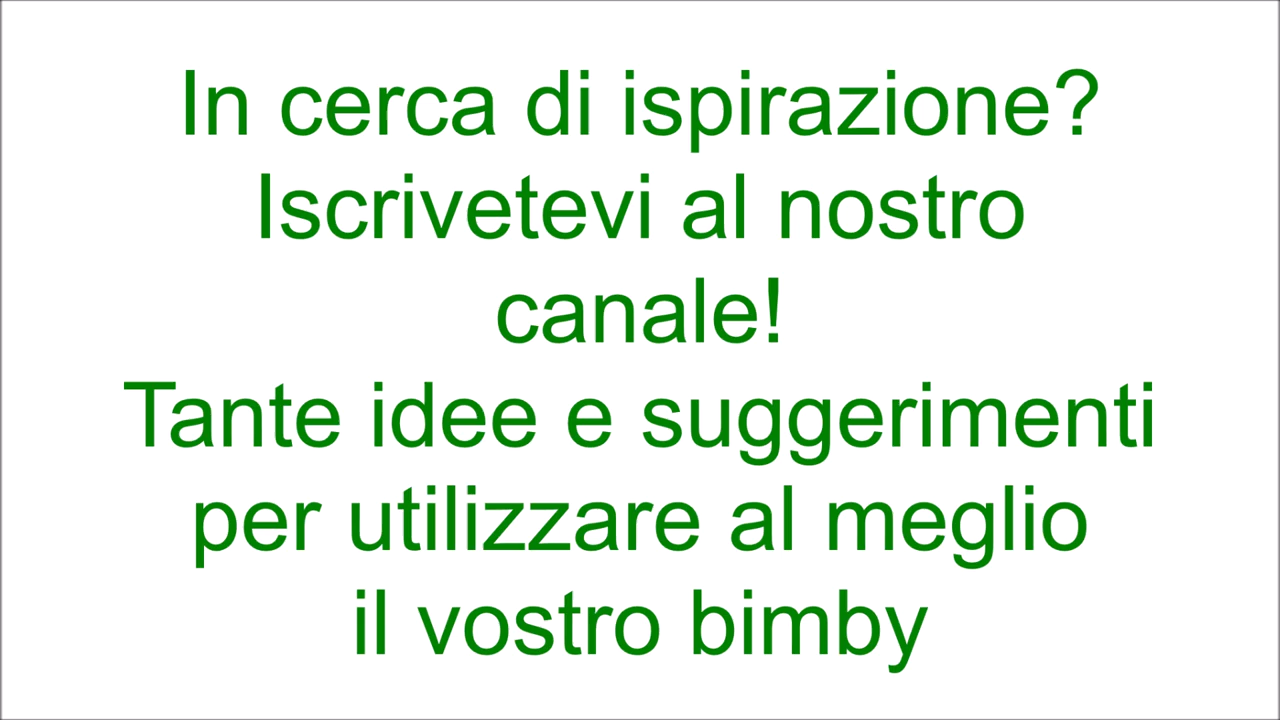 In cerca di ispirazione?
Iscrivetevi al nostro
canale!
Tante idee e suggerimenti
per utilizzare al meglio
il vostro bimby